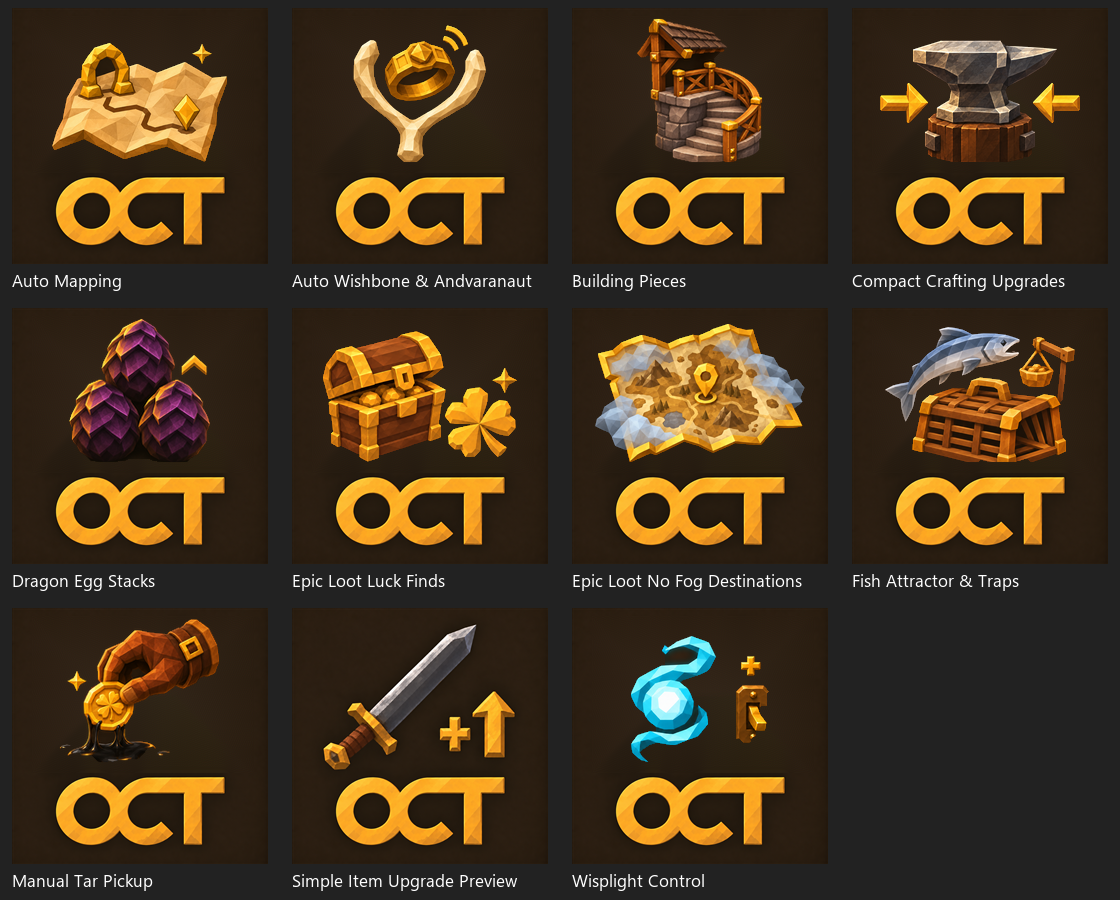 OCT
OCT
OCT
OCT
Auto Mapping
Auto Wishbone & Andvaranaut
Building Pieces
Compact Crafting Upgrades
OCT
OCT
OCT
OCT
Dragon Egg Stacks
Epic Loot Luck Finds
Epic Loot No Fog Destinations
Fish Attractor & Traps
OCT
OCT
OCT
Manual Tar Pickup
Simple Item Upgrade Preview
Wisplight Control